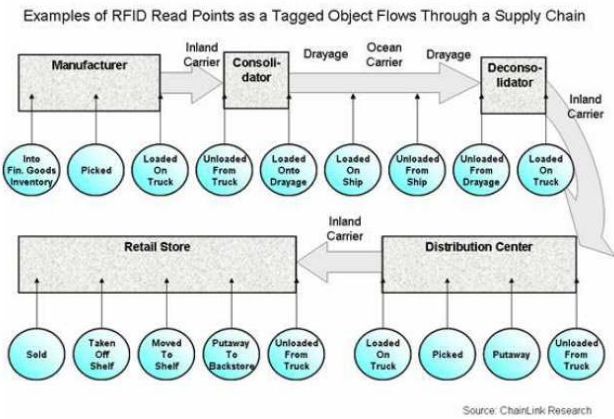 Examples of RFID Read Points as a Tagged Object Flows Through a Supply Chain
Manufacturer
Inland
Carrier
Consoli-
dator
Drayage
Ocean
Carrier
Drayage
Deconso-
lidator
Inland
Carrier
Into
Fin. Goods
Inventory
Picked
Loaded
On
Truck
Unloaded
From
Truck
Loaded
Onto
Drayage
Loaded
On
Ship
Unloaded
From
Ship
Unloaded
From
Drayage
Loaded
On
Truck
Retail Store
Inland
Carrier
Distribution Center
Sold
Taken
Off
Shelf
Moved
To
Shelf
Putaway
To
Backstore
Unloaded
From
Truck
Loaded
On
Truck
Picked
Putaway
Unloaded
From
Truck
Source: ChainLink Research